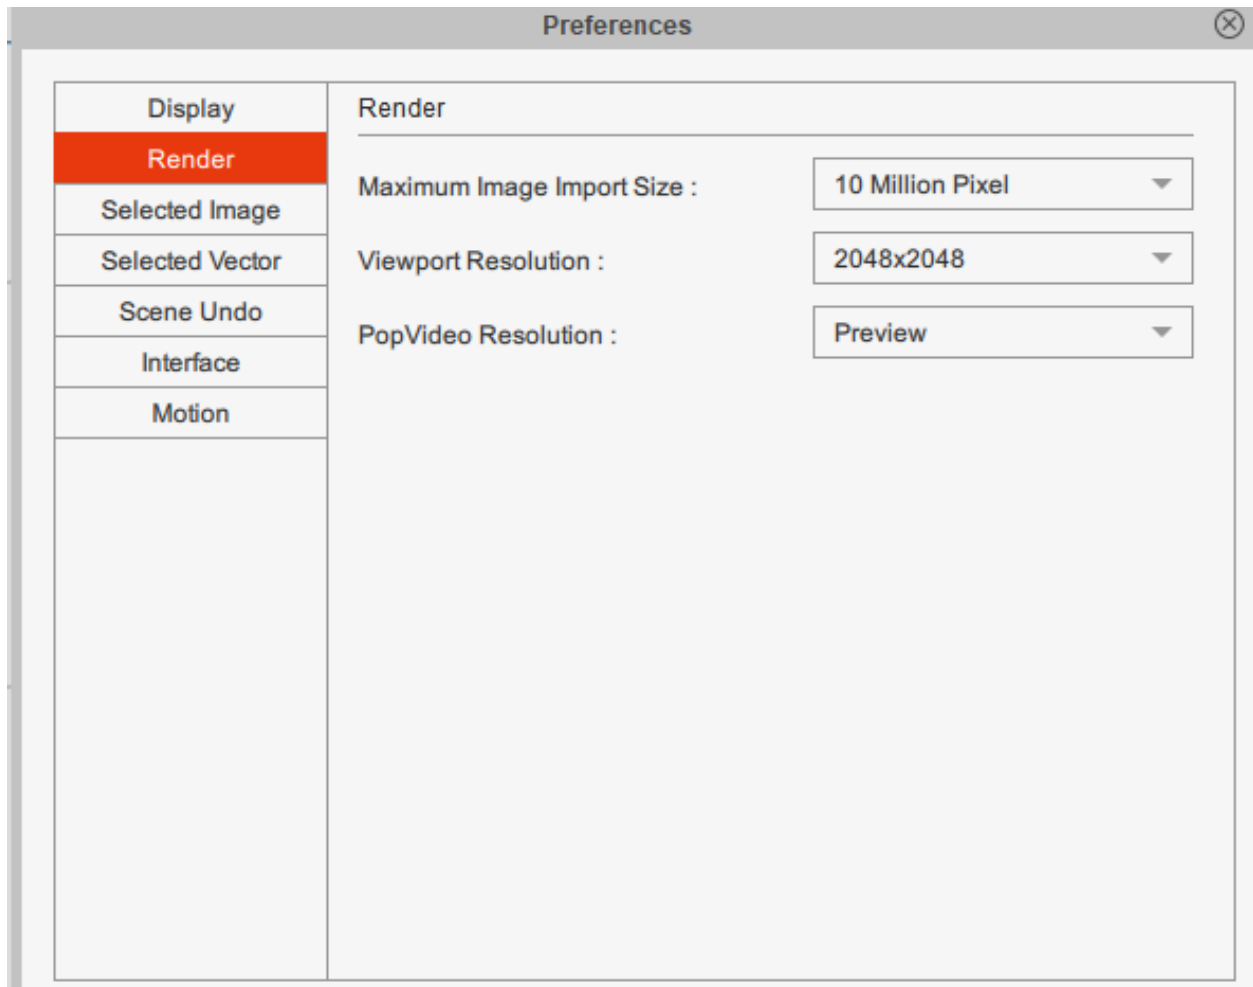 Preferences
Display
Render
Selected Image
Selected Vector
Scene Undo
Interface
Motion
Render
Maximum Image Import Size : 10 Million Pixel
Viewport Resolution : 2048x2048
PopVideo Resolution : Preview